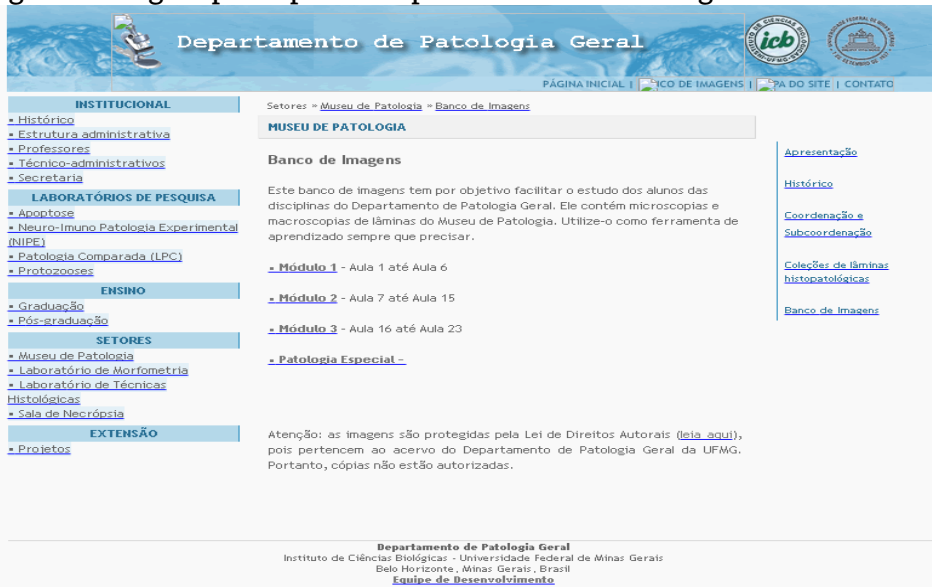 Departamento de Patologia Geral
icb
PÁGINA INICIAL | ICO DE IMAGENS | PA DO SITE | CONTATO
INSTITUCIONAL
▪ Histórico
▪ Estrutura administrativa
▪ Professores
▪ Técnico-administrativos
▪ Secretaria
LABORATÓRIOS DE PESQUISA
▪ Apoptose
▪ Neuro-Imuno Patologia Experimental
(NIPE)
▪ Patologia Comparada (LPC)
▪ Protozooses
ENSINO
▪ Graduação
▪ Pós-graduação
SETORES
▪ Museu de Patologia
▪ Laboratório de Morfometria
▪ Laboratório de Técnicas
Histológicas
▪ Sala de Necrópsia
EXTENSÃO
▪ Projetos
Setores » Museu de Patologia » Banco de Imagens
MUSEU DE PATOLOGIA
Banco de Imagens
Este banco de imagens tem por objetivo facilitar o estudo dos alunos das
disciplinas do Departamento de Patologia Geral. Ele contém microscopias e
macroscopias de lâminas do Museu de Patologia. Utilize-o como ferramenta de
aprendizado sempre que precisar.
▪ Módulo 1 - Aula 1 até Aula 6
▪ Módulo 2 - Aula 7 até Aula 15
▪ Módulo 3 - Aula 16 até Aula 23
▪ Patologia Especial -
Atenção: as imagens são protegidas pela Lei de Direitos Autorais (leia aqui),
pois pertencem ao acervo do Departamento de Patologia Geral da UFMG.
Portanto, cópias não estão autorizadas.
Apresentação
Histórico
Coordenação e
Subcoordenação
Coleções de lâminas
histopatológicas
Banco de Imagens
Departamento de Patologia Geral
Instituto de Ciências Biológicas - Universidade Federal de Minas Gerais
Belo Horizonte, Minas Gerais, Brasil
Equipe de Desenvolvimento